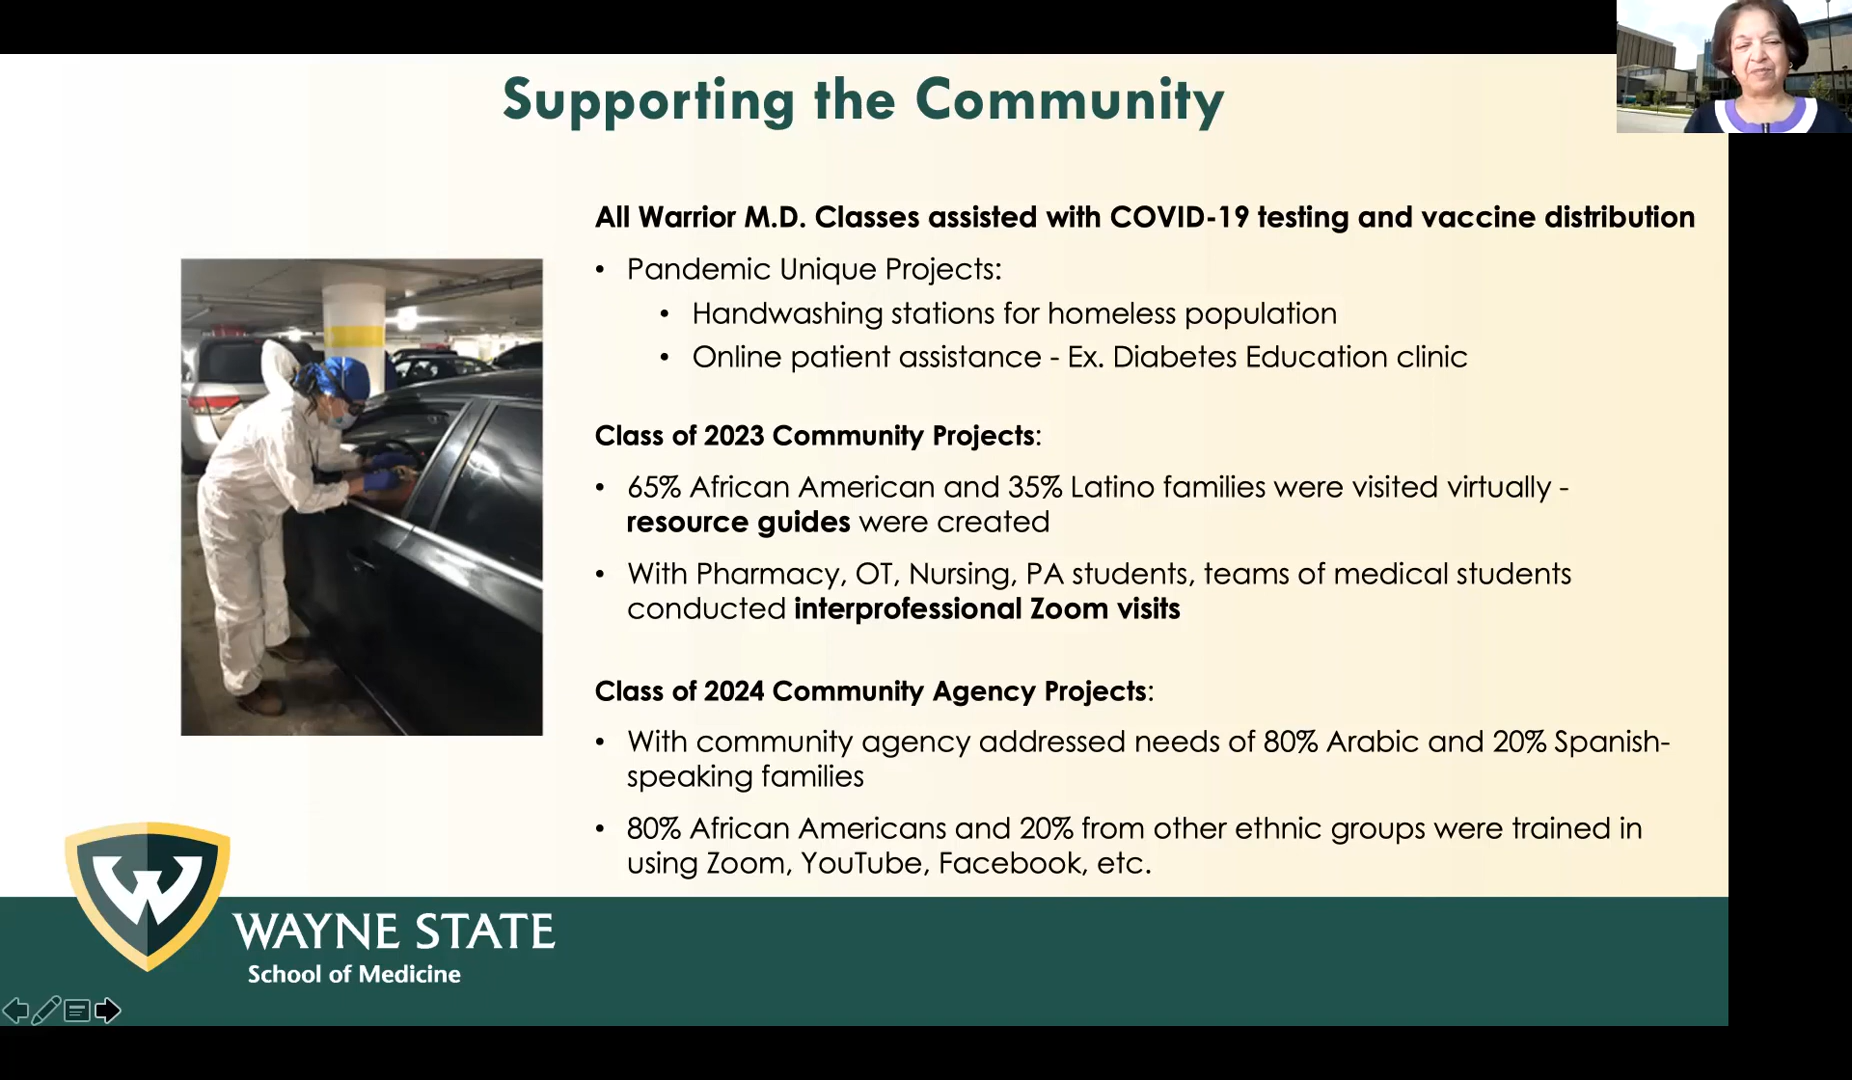 Supporting the Community
All Warrior M.D. Classes assisted with COVID-19 testing and vaccine distribution
• Pandemic Unique Projects:
• Handwashing stations for homeless population
• Online patient assistance - Ex. Diabetes Education clinic
Class of 2023 Community Projects:
• 65% African American and 35% Latino families were visited virtually -
resource guides were created
• With Pharmacy, OT, Nursing, PA students, teams of medical students
conducted interprofessional Zoom visits
Class of 2024 Community Agency Projects:
• With community agency addressed needs of 80% Arabic and 20% Spanish-
speaking families
• 80% African Americans and 20% from other ethnic groups were trained in
using Zoom, YouTube, Facebook, etc.
W
WAYNE STATE
School of Medicine